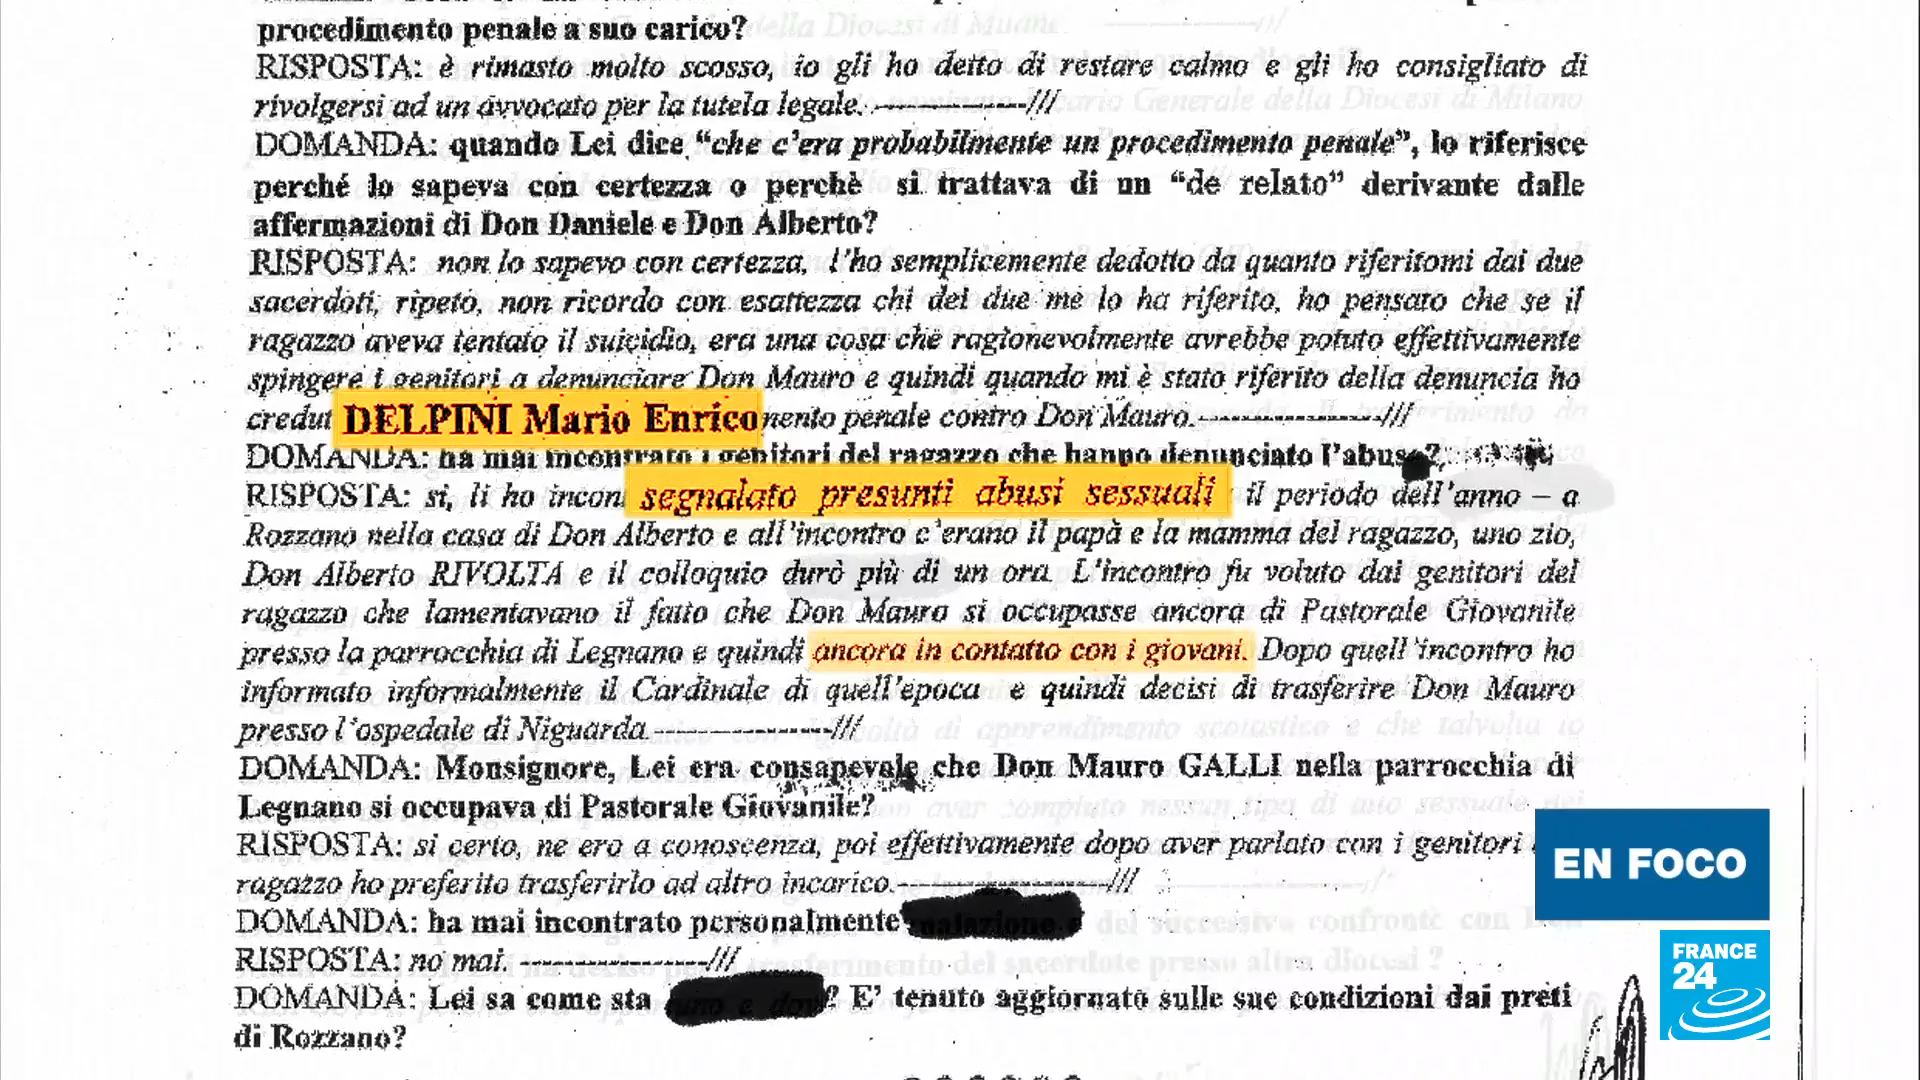 procedimento penale a suo carico?
RISPOSTA: è rimasto molto scosso, io gli ho detto di restare calmo e gli ho consigliato di
rivolgersi ad un avvocato per la tutela legale.------------------///
DOMANDA: quando Lei dice “che c’era probabilmente un procedimento penale”, lo riferisce
perché lo sapeva con certezza o perchè si trattava di un “de relato” derivante dalle
affermazioni di Don Daniele e Don Alberto?
RISPOSTA: non lo sapevo con certezza, l’ho semplicemente dedotto da quanto riferitomi dai due
sacerdoti, ripeto, non ricordo con esattezza chi dei due me lo ha riferito, ho pensato che se il
ragazzo aveva tentato il suicidio, era una cosa che ragionevolmente avrebbe potuto effettivamente
spingere i genitori a denunciare Don Mauro e quindi quando mi è stato riferito della denuncia ho
credut DELPINI Mario Enrico mento penale contro Don Mauro.------------------///
DOMANDA: ha mai incontrato i genitori del ragazzo che hanno denunciato l’abuso?
RISPOSTA: si, li ho incon segnalato presunti abusi sessuali il periodo dell’anno – a
Rozzano nella casa di Don Alberto e all’incontro c’erano il papà e la mamma del ragazzo, uno zio,
Don Alberto RIVOLTA e il colloquio durò più di un ora. L’incontro fu voluto dai genitori del
ragazzo che lamentavano il fatto che Don Mauro si occupasse ancora di Pastorale Giovanile
presso la parrocchia di Legnano e quindi ancora in contatto con i giovani. Dopo quell’incontro ho
informato informalmente il Cardinale di quell’epoca e quindi decisi di trasferire Don Mauro
presso l’ospedale di Niguarda.------------------///
DOMANDA: Monsignore, Lei era consapevole che Don Mauro GALLI nella parrocchia di
Legnano si occupava di Pastorale Giovanile?
RISPOSTA: si certo, ne ero a conoscenza, poi effettivamente dopo aver parlato con i genitori
ragazzo ho preferito trasferirlo ad altro incarico.------------------///
DOMANDA: ha mai incontrato personalmente
RISPOSTA: no mai. ------------------///
DOMANDA: Lei sa come sta ? E’ tenuto aggiornato sulle sue condizioni dai preti
di Rozzano?
EN FOCO
FRANCE
24